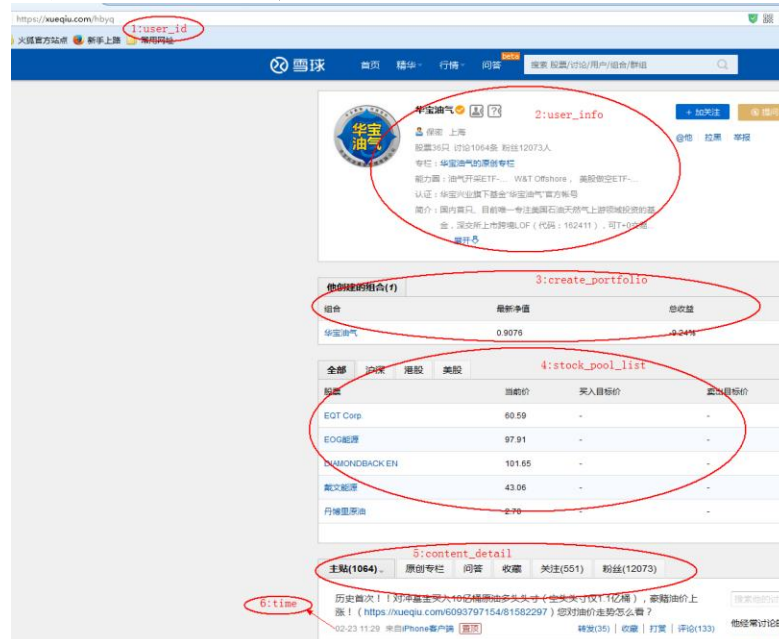 https://xueqiu.com/hbyq
1:user_id
火狐官方站点 新手上路 常用网址
雪球 首页 精华 行情 问答 beta 搜索 股票/讨论/用户/组合/群组
华宝油气
华宝油气
2:user_info
+ 加关注
保密 上海
@他 拉黑 举报
股票36只 讨论1064条 粉丝12073人
专栏：华宝油气的原创专栏
能力圈：油气开采ETF-... W&T Offshore， 美股做空ETF-...
认证：华宝兴业旗下基金“华宝油气”官方账号
简介：国内首只、目前唯一专注美国石油天然气上游领域投资的基
金，深交所上市跨境LOF（代码：162411），可T+0交易...
展开
他创建的组合(1)
3:create_portfolio
组合 最新净值 总收益
华宝油气 0.9076 -9.24%
全部 沪深 港股 美股
4:stock_pool_list
股票 当前价 买入目标价 卖出目标价
EQT Corp. 60.59 - -
EOG能源 97.91 - -
DIAMONDBACK EN 101.65 - -
戴文能源 43.06 - -
丹博里原油 2.70 - -
5:content_detail
主贴(1064) 原创专栏 问答 收藏 关注(551) 粉丝(12073)
6:time
历史首次！！对冲基金买入10亿桶原油多头头寸（空头头寸仅1.1亿桶），豪赌油价上
涨！（https://xueqiu.com/6093797154/81582297）您对油价走势怎么看？
02-23 11:29 来自iPhone客户端 置顶 转发(35) | 收藏 | 打赏 | 评论(133)
他经常讨论